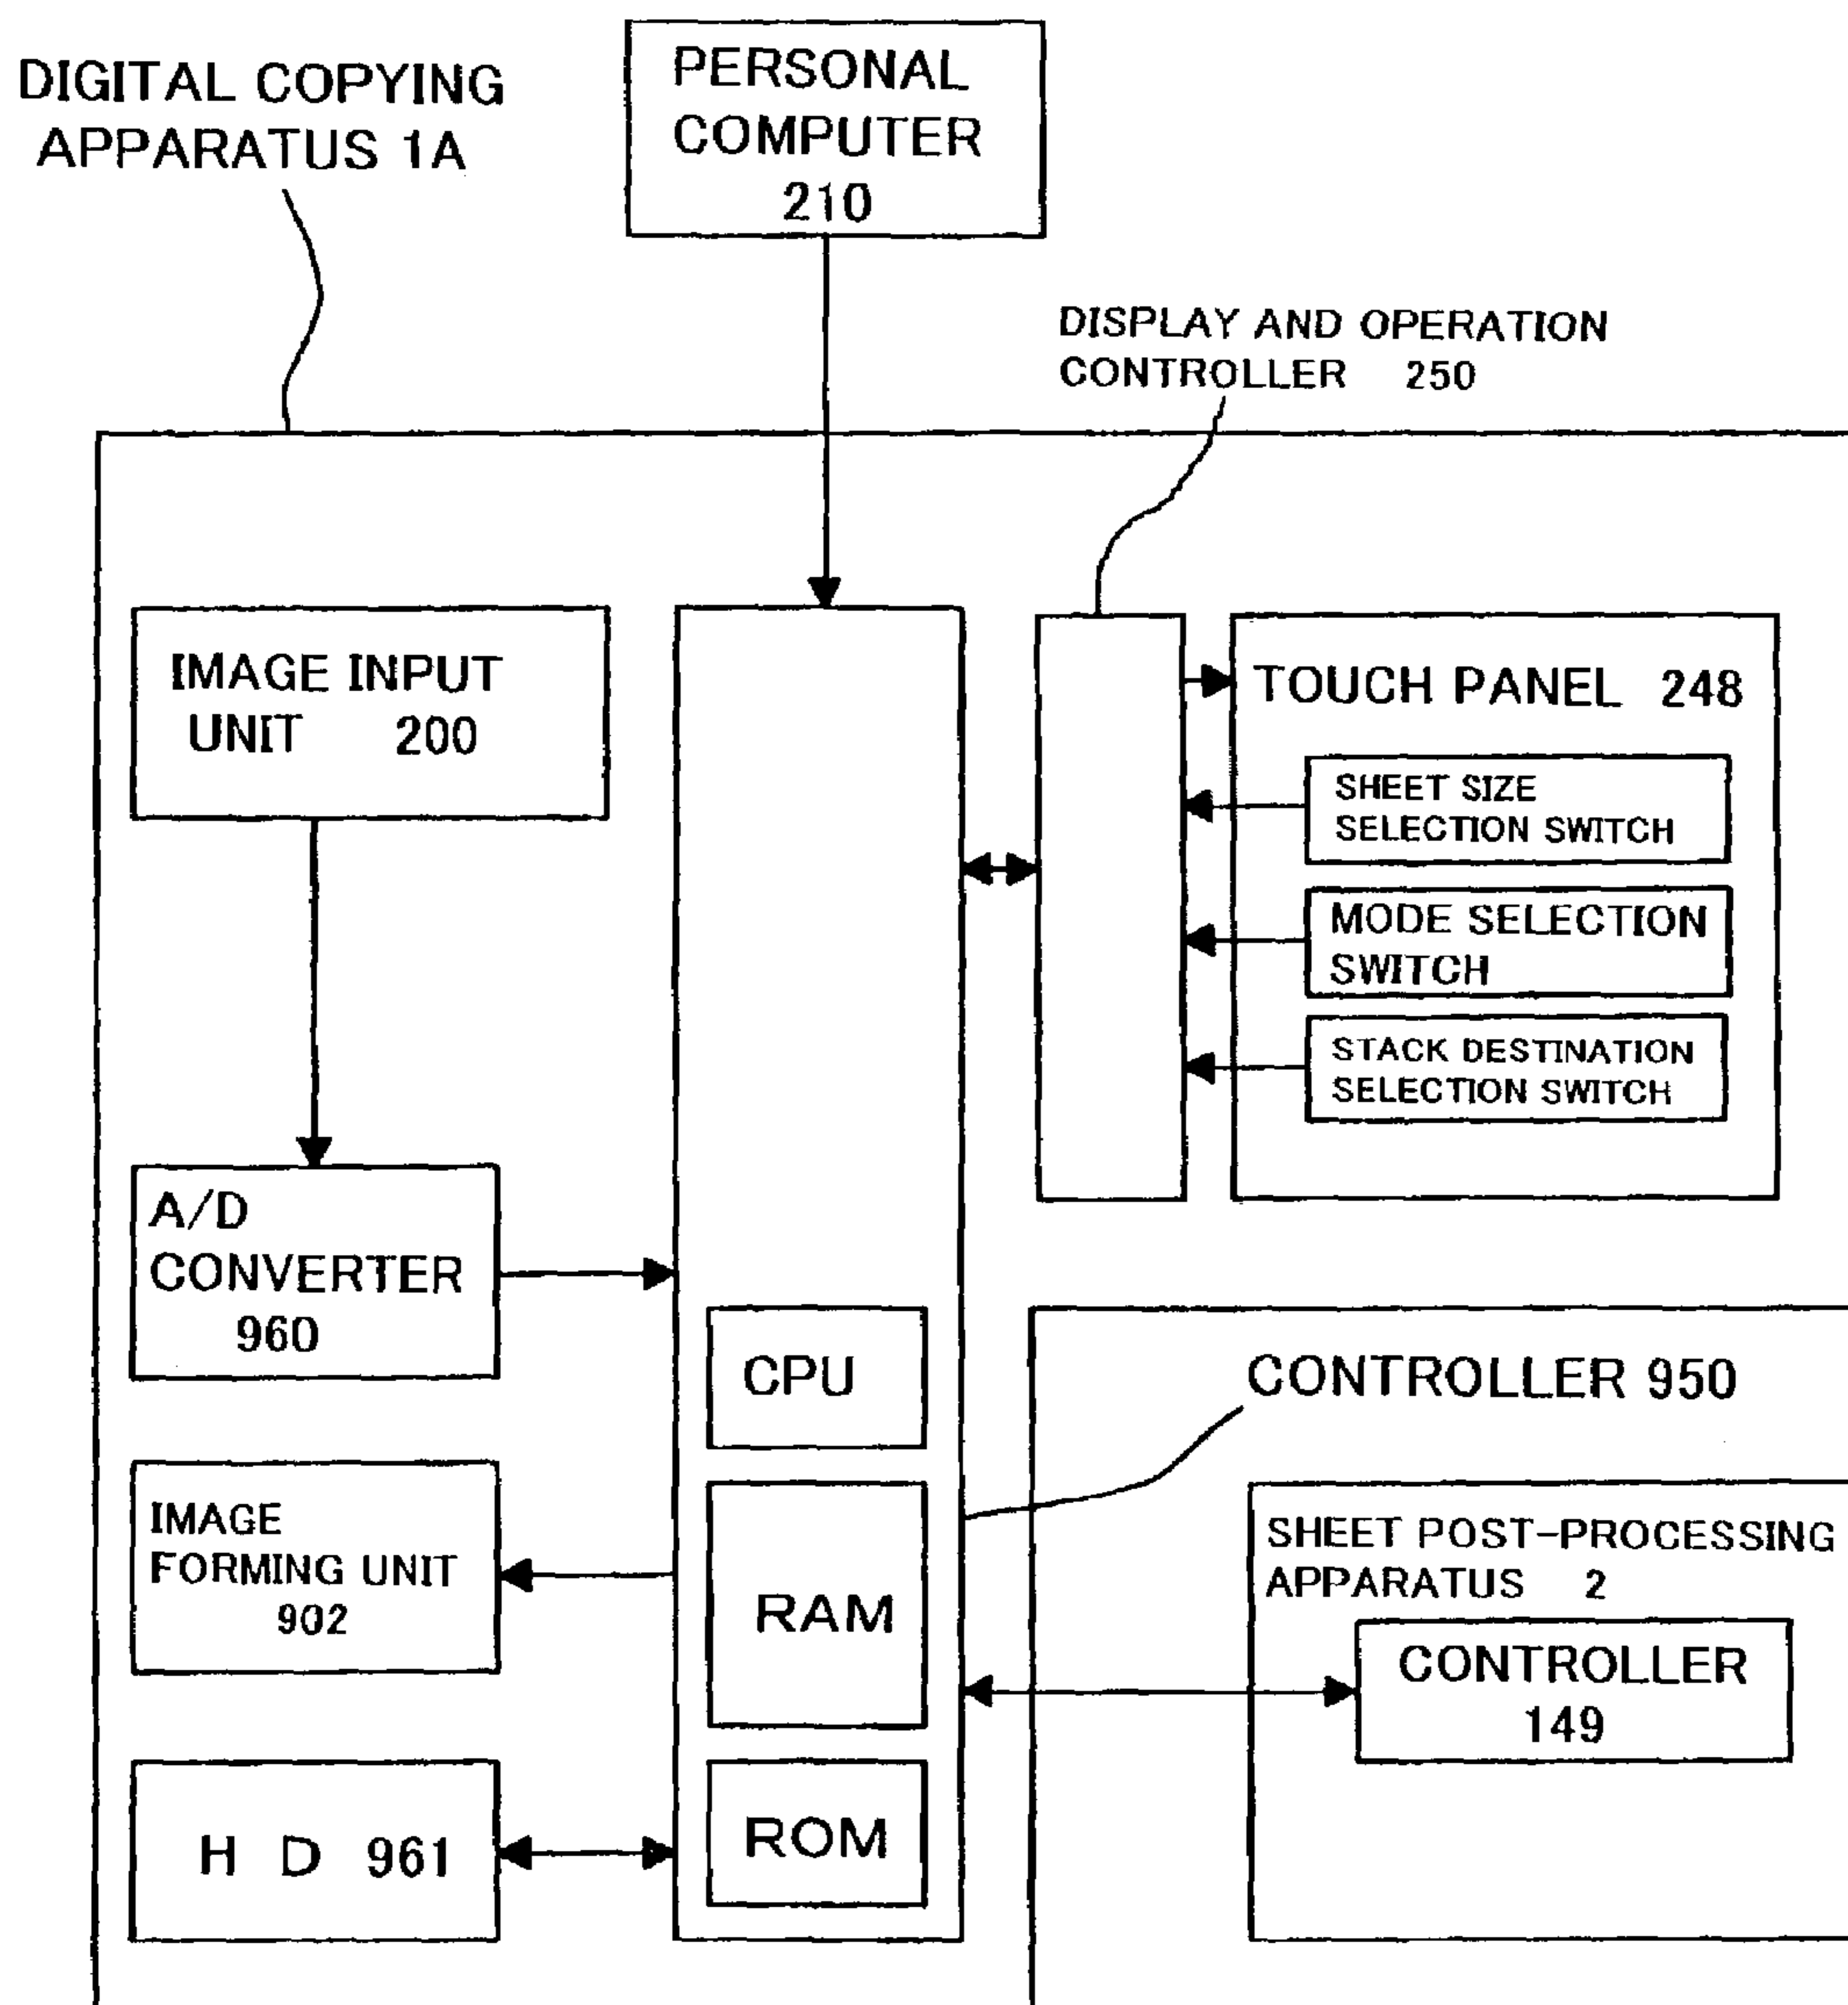 DIGITAL COPYING
APPARATUS 1A
PERSONAL
COMPUTER
210
DISPLAY AND OPERATION
CONTROLLER 250
IMAGE INPUT
UNIT 200
TOUCH PANEL 248
SHEET SIZE
SELECTION SWITCH
MODE SELECTION
SWITCH
STACK DESTINATION
SELECTION SWITCH
A/D
CONVERTER
960
CPU
CONTROLLER 950
IMAGE
FORMING UNIT
902
RAM
SHEET POST-PROCESSING
APPARATUS 2
CONTROLLER
149
H D 961
ROM